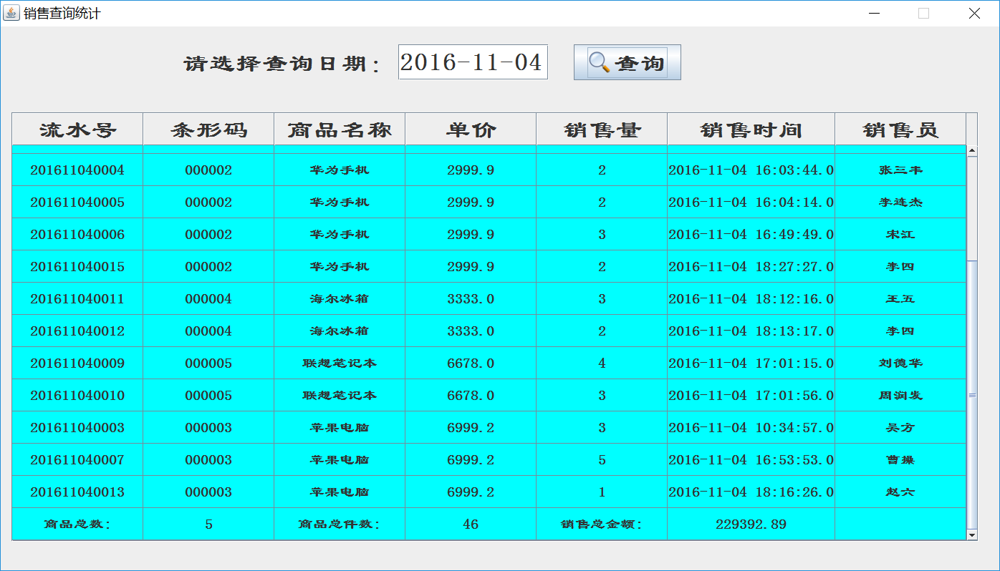 销售查询统计
请选择查询日期： 2016-11-04 查询
流水号 条形码 商品名称 单价 销售量 销售时间 销售员
201611040004 000002 华为手机 2999.9 2 2016-11-04 16:03:44.0 张三丰
201611040005 000002 华为手机 2999.9 2 2016-11-04 16:04:14.0 李连杰
201611040006 000002 华为手机 2999.9 3 2016-11-04 16:49:49.0 宋江
201611040015 000002 华为手机 2999.9 2 2016-11-04 18:27:27.0 李四
201611040011 000004 海尔冰箱 3333.0 3 2016-11-04 18:12:16.0 王五
201611040012 000004 海尔冰箱 3333.0 2 2016-11-04 18:13:17.0 李四
201611040009 000005 联想笔记本 6678.0 4 2016-11-04 17:01:15.0 刘德华
201611040010 000005 联想笔记本 6678.0 3 2016-11-04 17:01:56.0 周润发
201611040003 000003 苹果电脑 6999.2 3 2016-11-04 10:34:57.0 吴方
201611040007 000003 苹果电脑 6999.2 5 2016-11-04 16:53:53.0 曹操
201611040013 000003 苹果电脑 6999.2 1 2016-11-04 18:16:26.0 赵六
商品总数： 5 商品总件数： 46 销售总金额： 229392.89